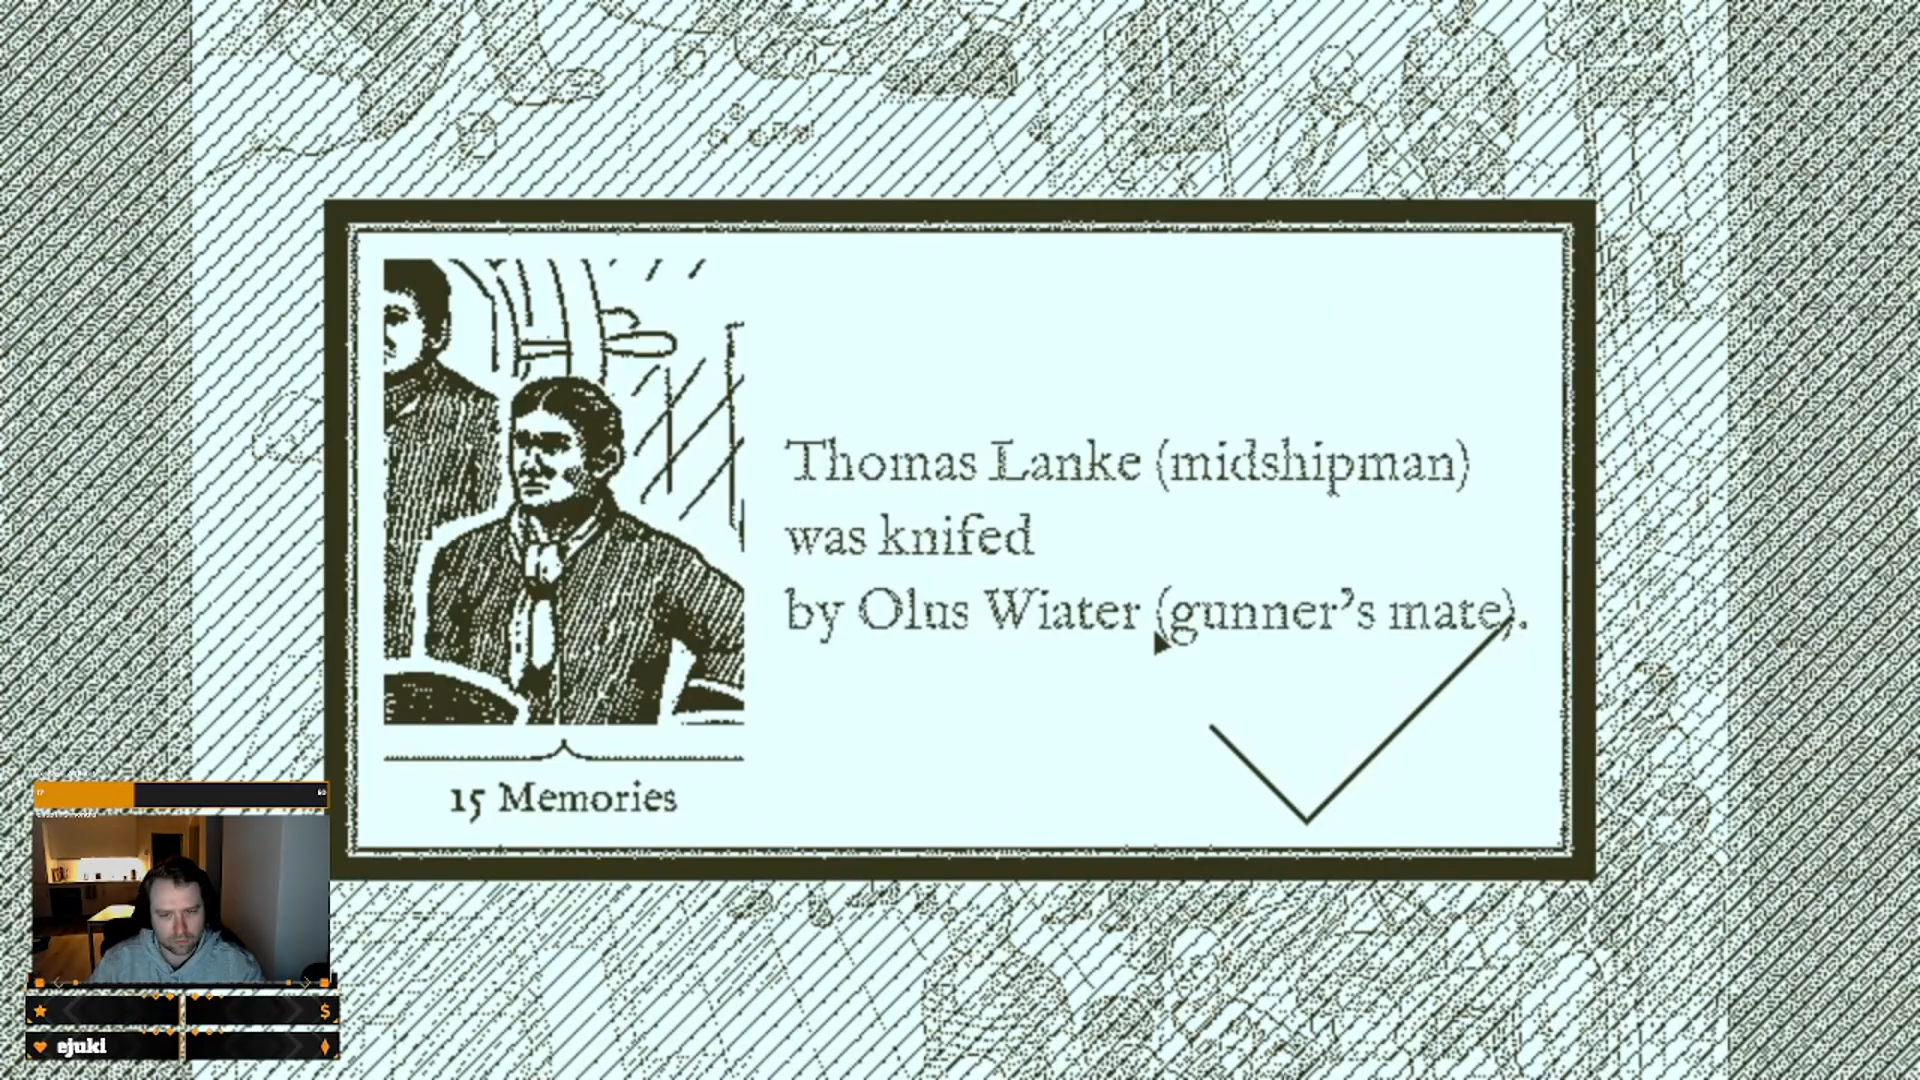 Thomas Lanke (midshipman)
was knifed
by Olus Wiater (gunner's mate).
15 Memories
$
ejuki